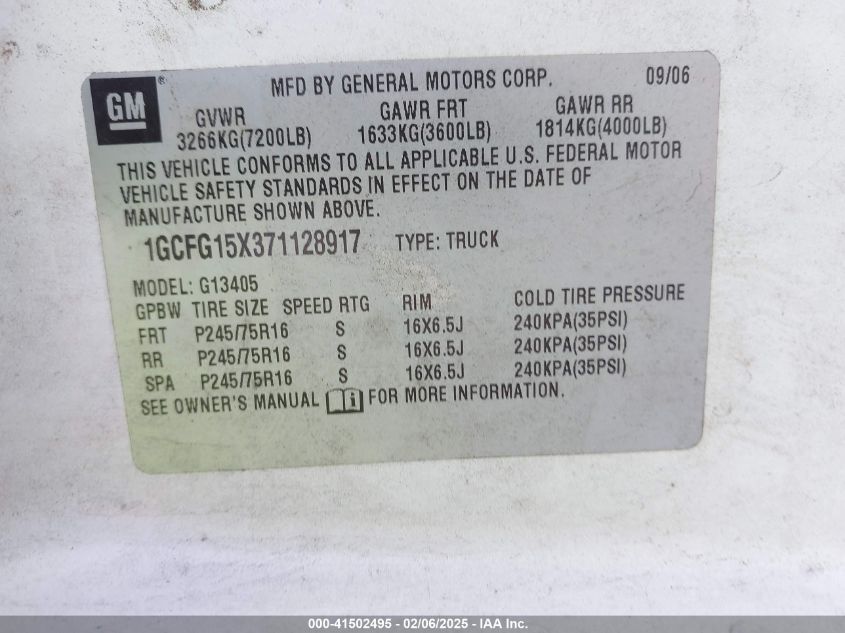 GM®
MFD BY GENERAL MOTORS CORP. 09/06
GVWR GAWR FRT GAWR RR
3266KG(7200LB) 1633KG(3600LB) 1814KG(4000LB)
THIS VEHICLE CONFORMS TO ALL APPLICABLE U.S. FEDERAL MOTOR
VEHICLE SAFETY STANDARDS IN EFFECT ON THE DATE OF
MANUFACTURE SHOWN ABOVE.
1GCFG15X371128917 TYPE: TRUCK
MODEL: G13405
GPBW TIRE SIZE SPEED RTG RIM COLD TIRE PRESSURE
FRT P245/75R16 S 16X6.5J 240KPA(35PSI)
RR P245/75R16 S 16X6.5J 240KPA(35PSI)
SPA P245/75R16 S 16X6.5J 240KPA(35PSI)
SEE OWNER'S MANUAL i FOR MORE INFORMATION.
000-41502495 - 02/06/2025 - IAA Inc.